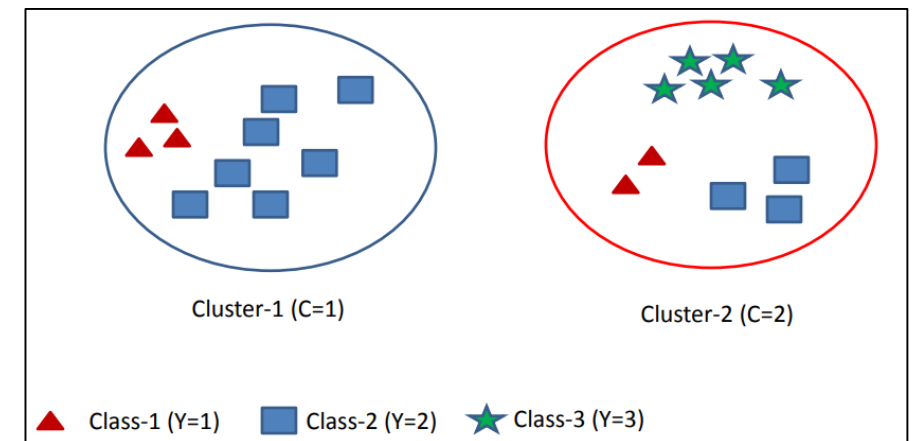 Cluster-1 (C=1)
Cluster-2 (C=2)
Class-1 (Y=1) Class-2 (Y=2) Class-3 (Y=3)